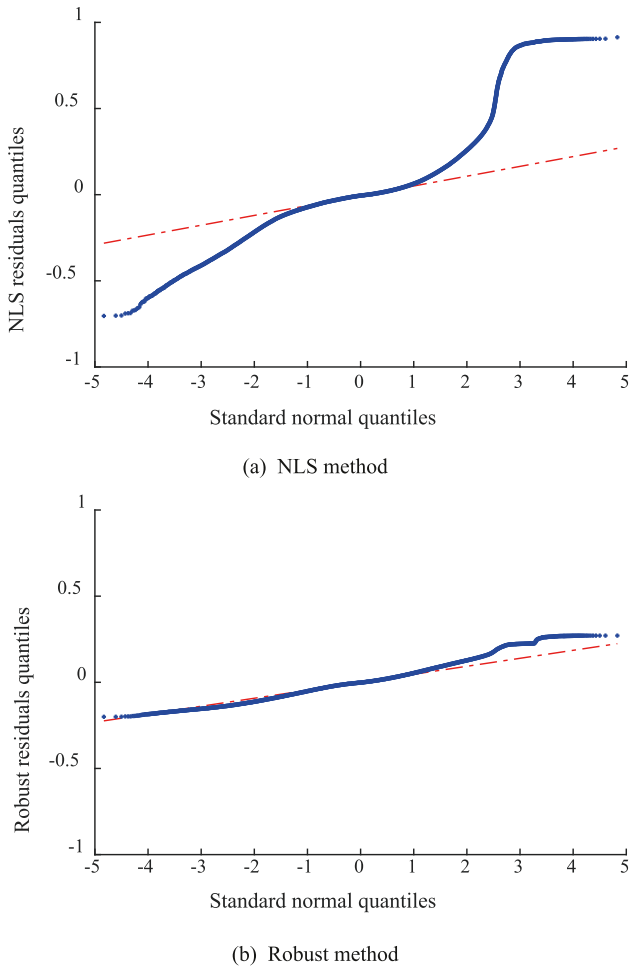 1
0.5
0
-0.5
-1
NLS residuals quantiles
-5 -4 -3 -2 -1 0 1 2 3 4 5
Standard normal quantiles
(a) NLS method
1
0.5
0
-0.5
-1
Robust residuals quantiles
-5 -4 -3 -2 -1 0 1 2 3 4 5
Standard normal quantiles
(b) Robust method